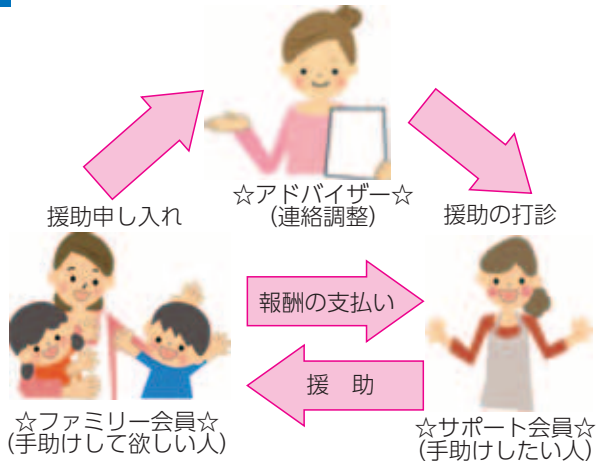 ☆アドバイザー☆
(連絡調整)
援助申し入れ
援助の打診
報酬の支払い
援 助
☆ファミリー会員☆
(手助けして欲しい人)
☆サポート会員☆
(手助けしたい人)